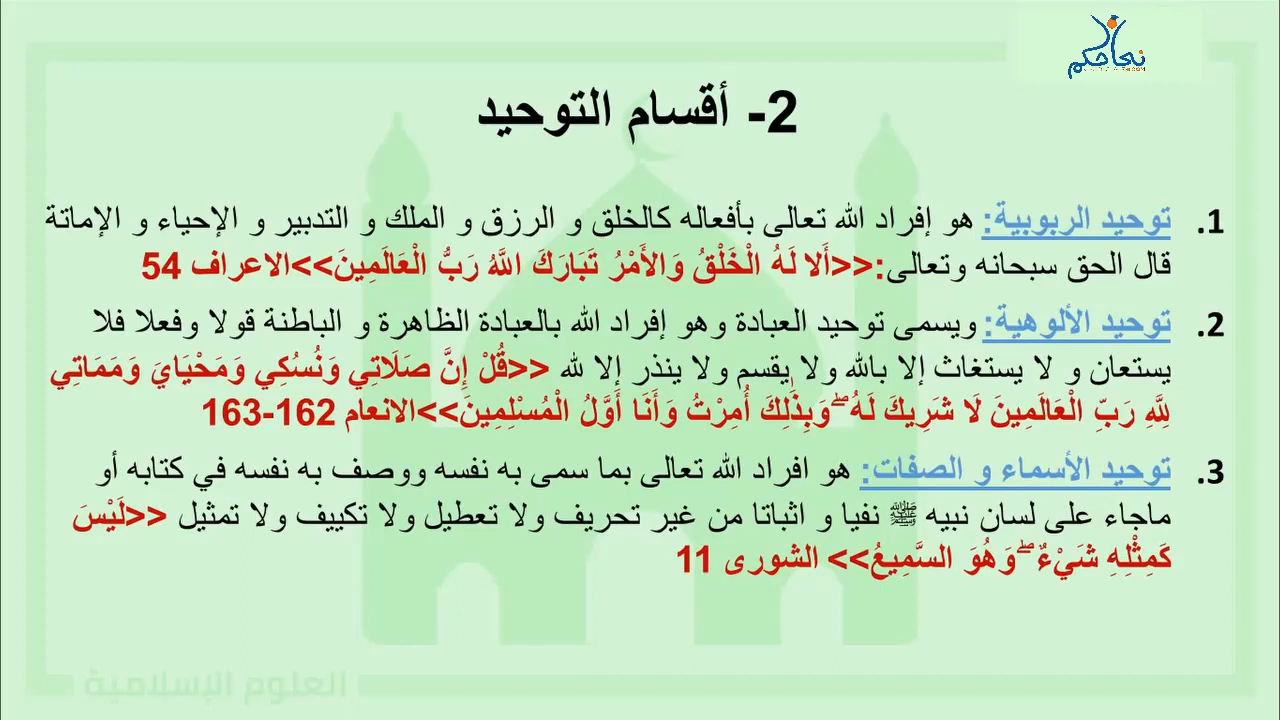 نجاحكم
2- أقسام التوحيد
1. توحيد الربوبية: هو إفراد الله تعالى بأفعاله كالخلق و الرزق و الملك و التدبير و الإحياء و الإماتة
قال الحق سبحانه وتعالى:<<أَلا لَهُ الْخَلْقُ وَالأَمْرُ تَبَارَكَ اللَّهُ رَبُّ الْعَالَمِينَ>>الاعراف 54
2. توحيد الألوهية: ويسمى توحيد العبادة وهو إفراد الله بالعبادة الظاهرة و الباطنة قولا وفعلا فلا
يستعان و لا يستغاث إلا بالله ولا يقسم ولا ينذر إلا لله <<قُلْ إِنَّ صَلَاتِي وَنُسُكِي وَمَحْيَايَ وَمَمَاتِي
لِلَّهِ رَبِّ الْعَالَمِينَ لَا شَرِيكَ لَهُ ۖ وَبِذَٰلِكَ أُمِرْتُ وَأَنَا أَوَّلُ الْمُسْلِمِينَ>>الانعام 162-163
3. توحيد الأسماء و الصفات: هو افراد الله تعالى بما سمى به نفسه ووصف به نفسه في كتابه أو
ماجاء على لسان نبيه ﷺ نفيا و اثباتا من غير تحريف ولا تعطيل ولا تكييف ولا تمثيل <<لَيْسَ
كَمِثْلِهِ شَيْءٌ ۖ وَهُوَ السَّمِيعُ>> الشورى 11
العلوم الإسلامية